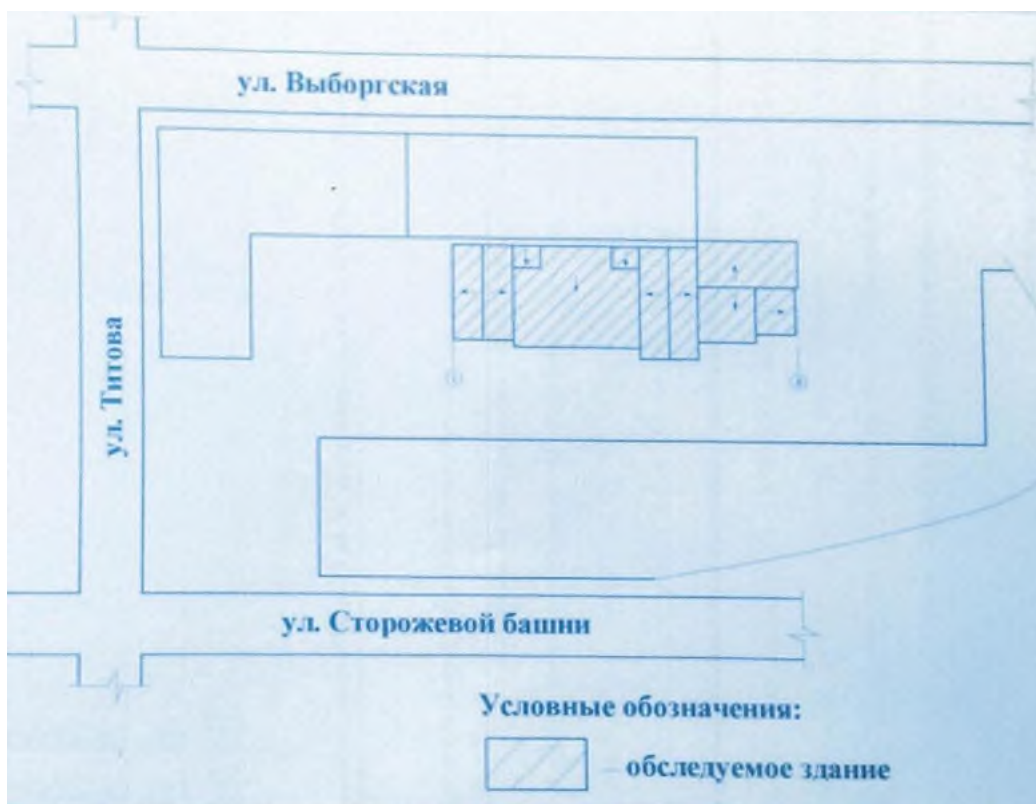 ул. Выборгская
ул. Титова
ул. Сторожевой башни
Условные обозначения:
– обследуемое здание